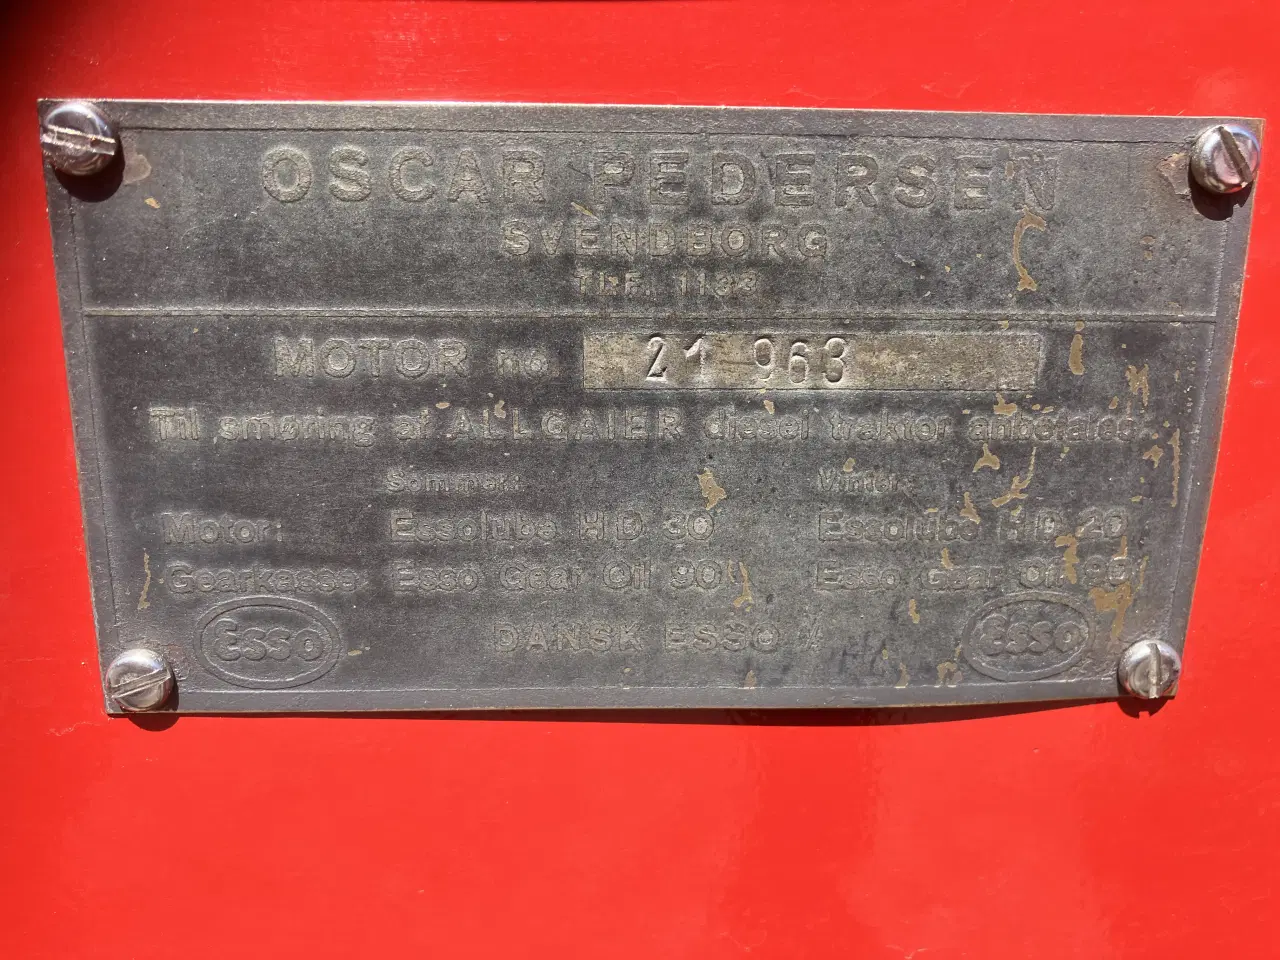 OSCAR PEDERSEN
SVENDBORG
TLF. 1133
MOTOR no 21 963
Til smøring af ALLGAIER diesel traktor anbefales
Sommer: Vinter:
Motor: Essolube HD 30 Essolube HD 20
Gearkasse: Esso Gear Oil 90 Esso Gear Oil 90
DANSK ESSO
Esso Esso